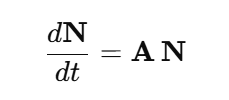 d𝐍/dt = 𝐀 𝐍